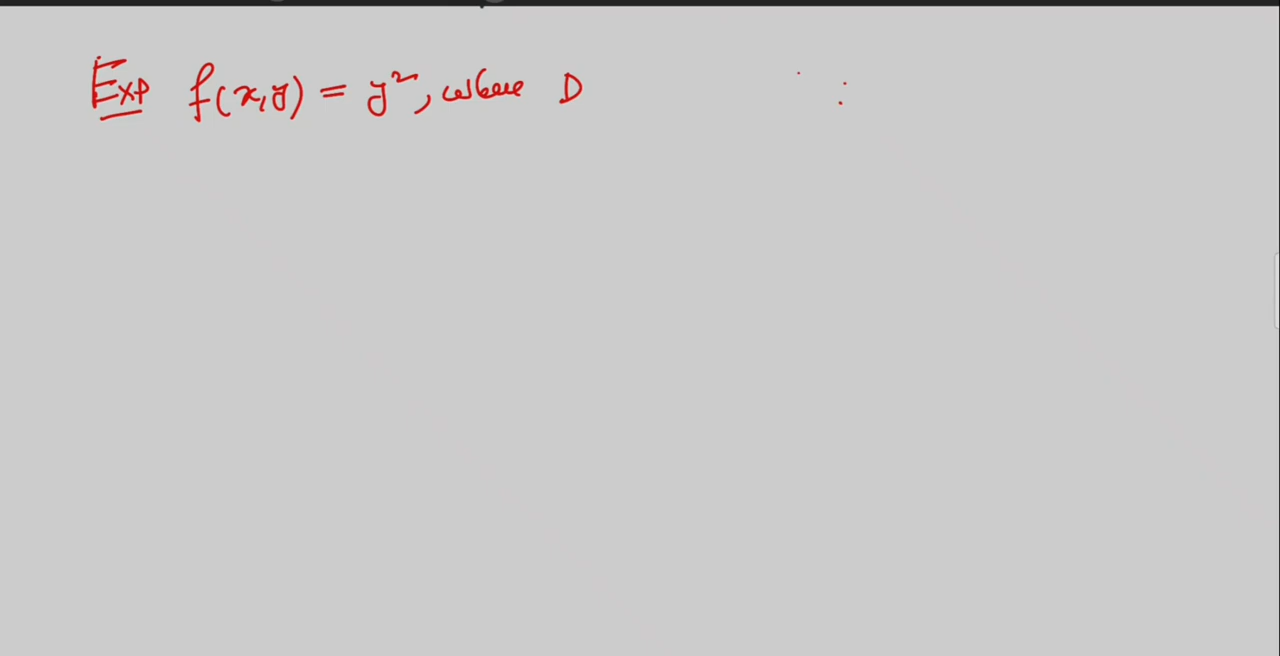 Exp f(x,y) = y², where D :